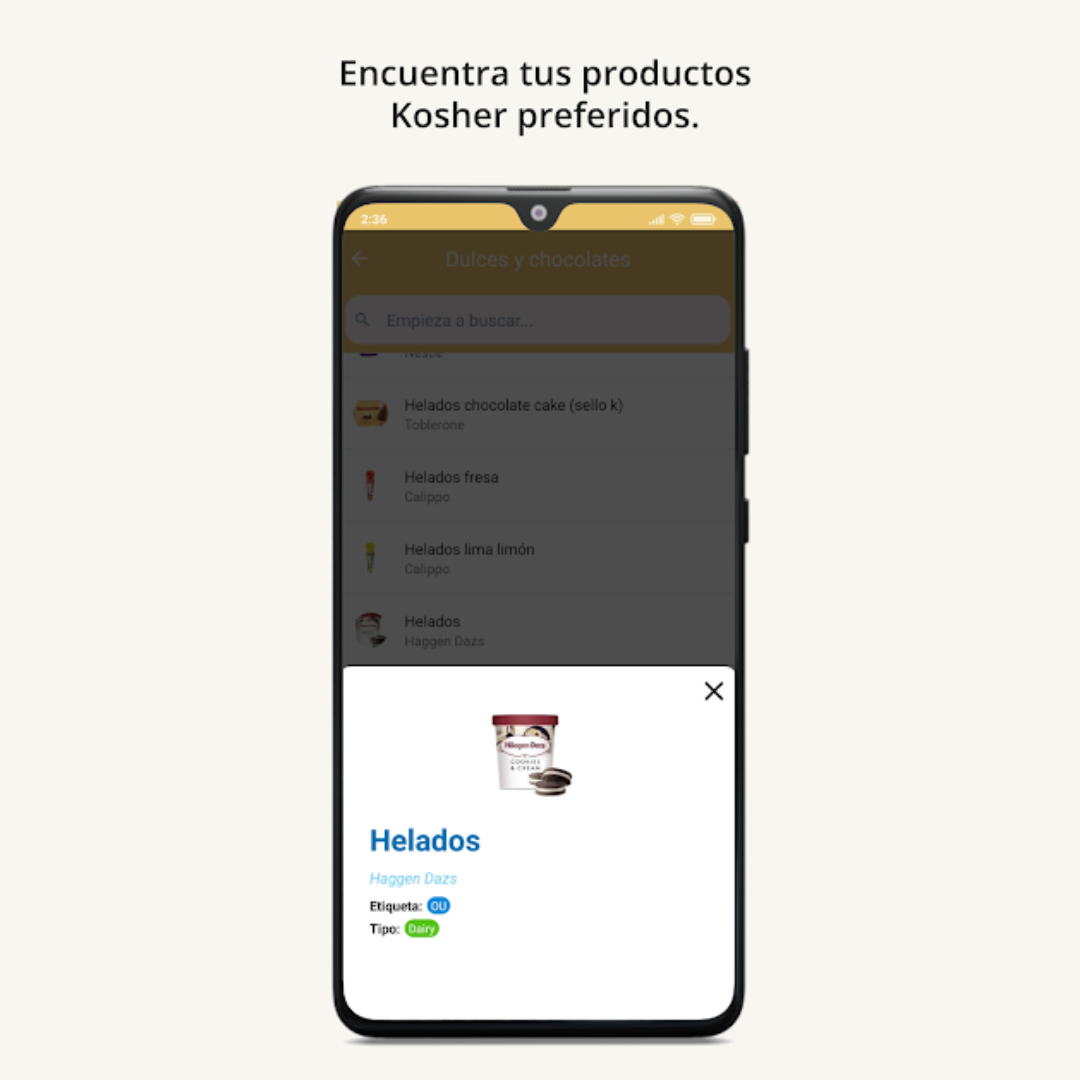 Encuentra tus productos
Kosher preferidos.
2:36
Dulces y chocolates
Empieza a buscar...
Nestle
Helados chocolate cake (sello k)
Toblerone
Helados fresa
Calippo
Helados lima limón
Calippo
Helados
Haggen Dazs
Häagen-Dazs
COOKIES
& CREAM
Helados
Haggen Dazs
Etiqueta: OU
Tipo: Dairy